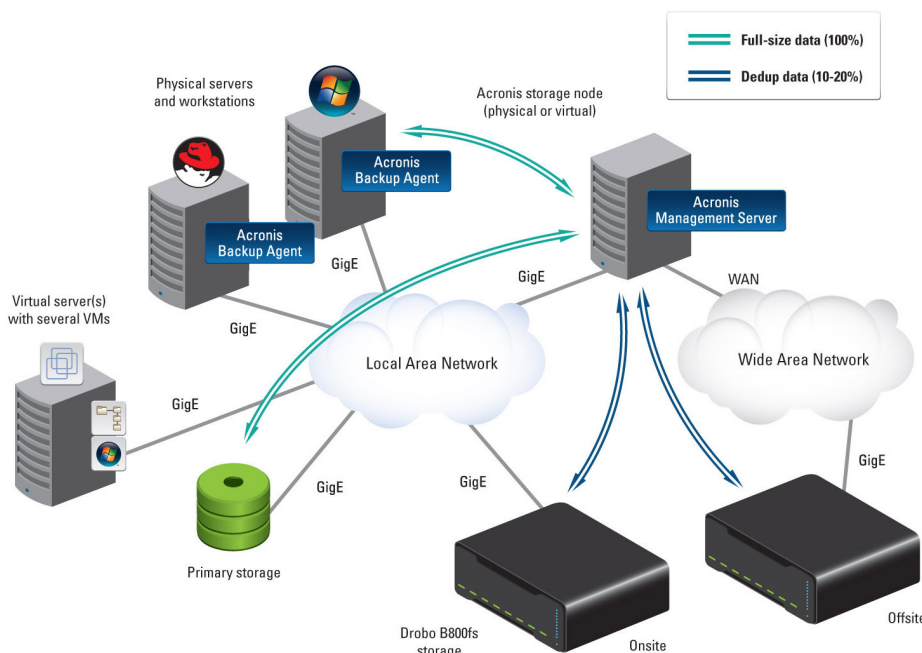 Full-size data (100%)
Dedup data (10-20%)
Physical servers
and workstations
Acronis storage node
(physical or virtual)
Acronis
Backup Agent
Acronis
Management Server
Acronis
Backup Agent
GigE
GigE
WAN
Virtual server(s)
with several VMs
GigE
Local Area Network
Wide Area Network
GigE
GigE
GigE
GigE
Primary storage
Offsite
Drobo B800fs
storage
Onsite